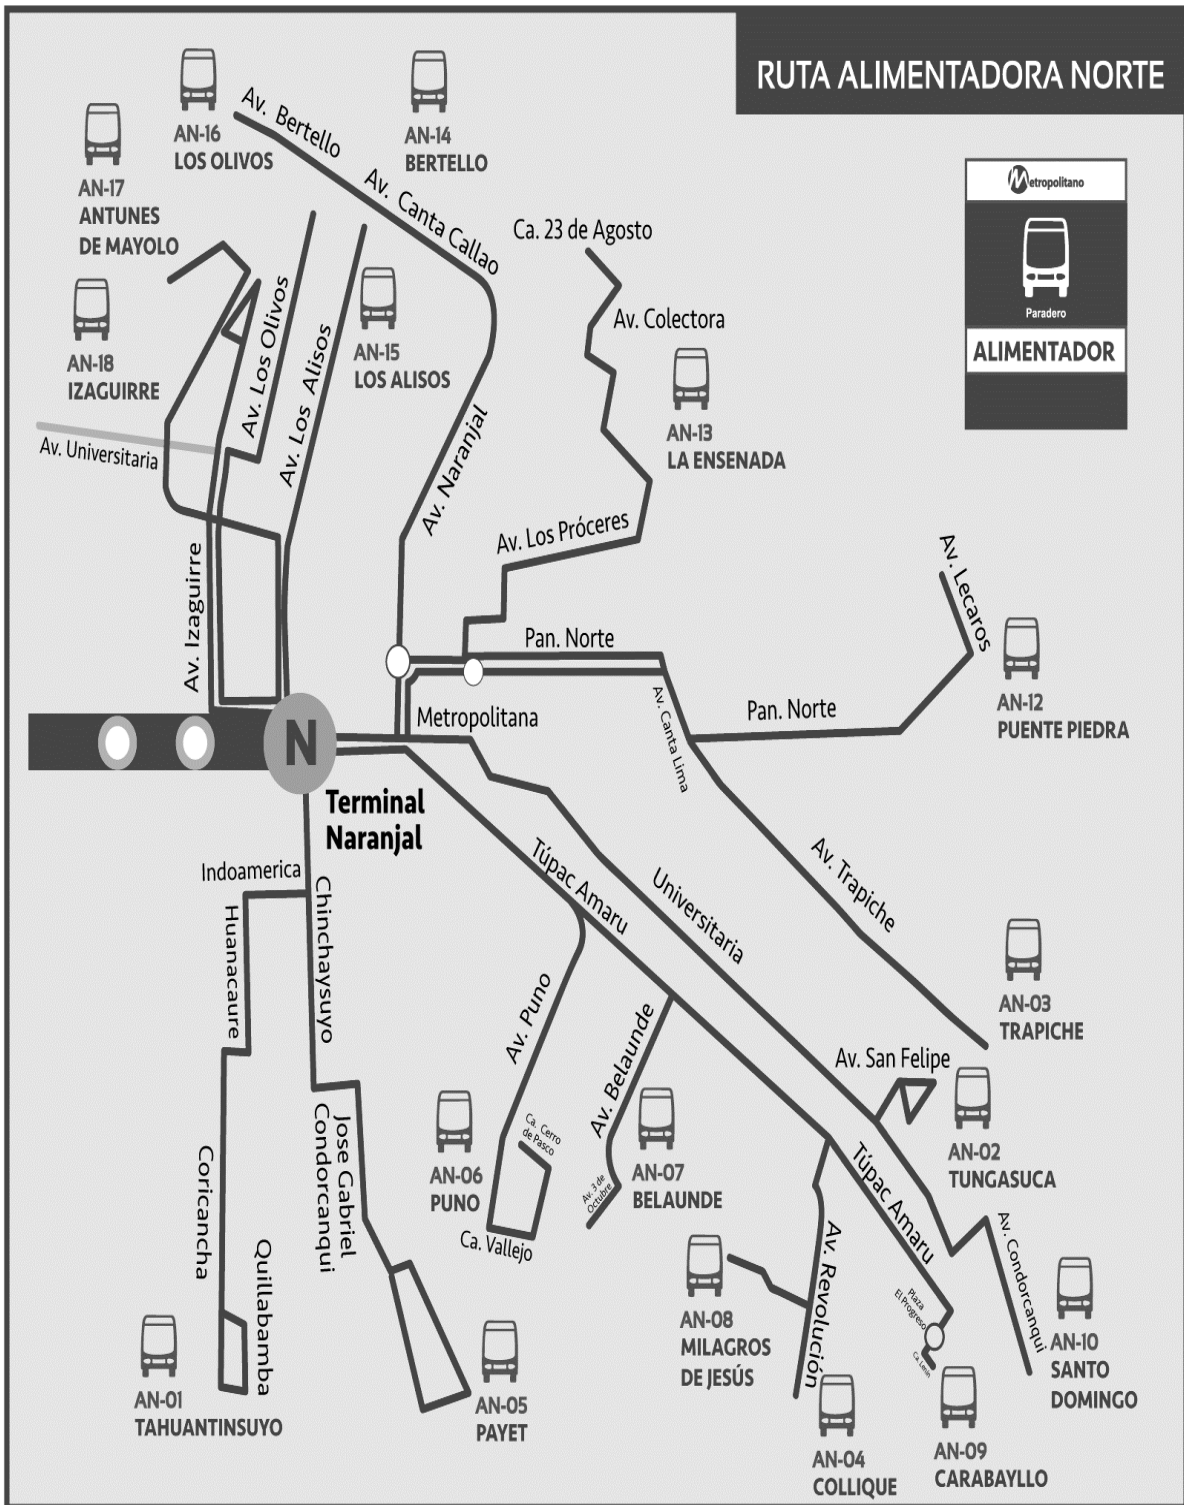 RUTA ALIMENTADORA NORTE
Metropolitano
Paradero
ALIMENTADOR
AN-16
LOS OLIVOS
AN-14
BERTELLO
AN-17
ANTUNES
DE MAYOLO
AN-18
IZAGUIRRE
AN-15
LOS ALISOS
Av. Bertello
Av. Canta Callao
Ca. 23 de Agosto
Av. Colectora
AN-13
LA ENSENADA
Av. Los Olivos
Av. Los Alisos
Av. Universitaria
Av. Naranjal
Av. Los Próceres
Av. Izaguirre
Pan. Norte
Av. Lecaros
AN-12
PUENTE PIEDRA
Pan. Norte
Av. Canta Lima
Metropolitana
N
Terminal
Naranjal
Av. Trapiche
AN-03
TRAPICHE
Túpac Amaru
Universitaria
Indoamerica
Huanacaure
Chinchaysuyo
Av. Puno
Av. Belaunde
Av. San Felipe
AN-02
TUNGASUCA
Jose Gabriel
Condorcanqui
Coricancha
Quillabamba
AN-06
PUNO
Ca. Cerro
de Pasco
Ca. Vallejo
Av. 3 de
Octubre
AN-07
BELAUNDE
Túpac Amaru
Av. Condorcanqui
AN-10
SANTO
DOMINGO
AN-08
MILAGROS
DE JESÚS
Av. Revolución
Plaza
El Progreso
Ca. Lenin
AN-01
TAHUANTINSUYO
AN-05
PAYET
AN-04
COLLIQUE
AN-09
CARABAYLLO